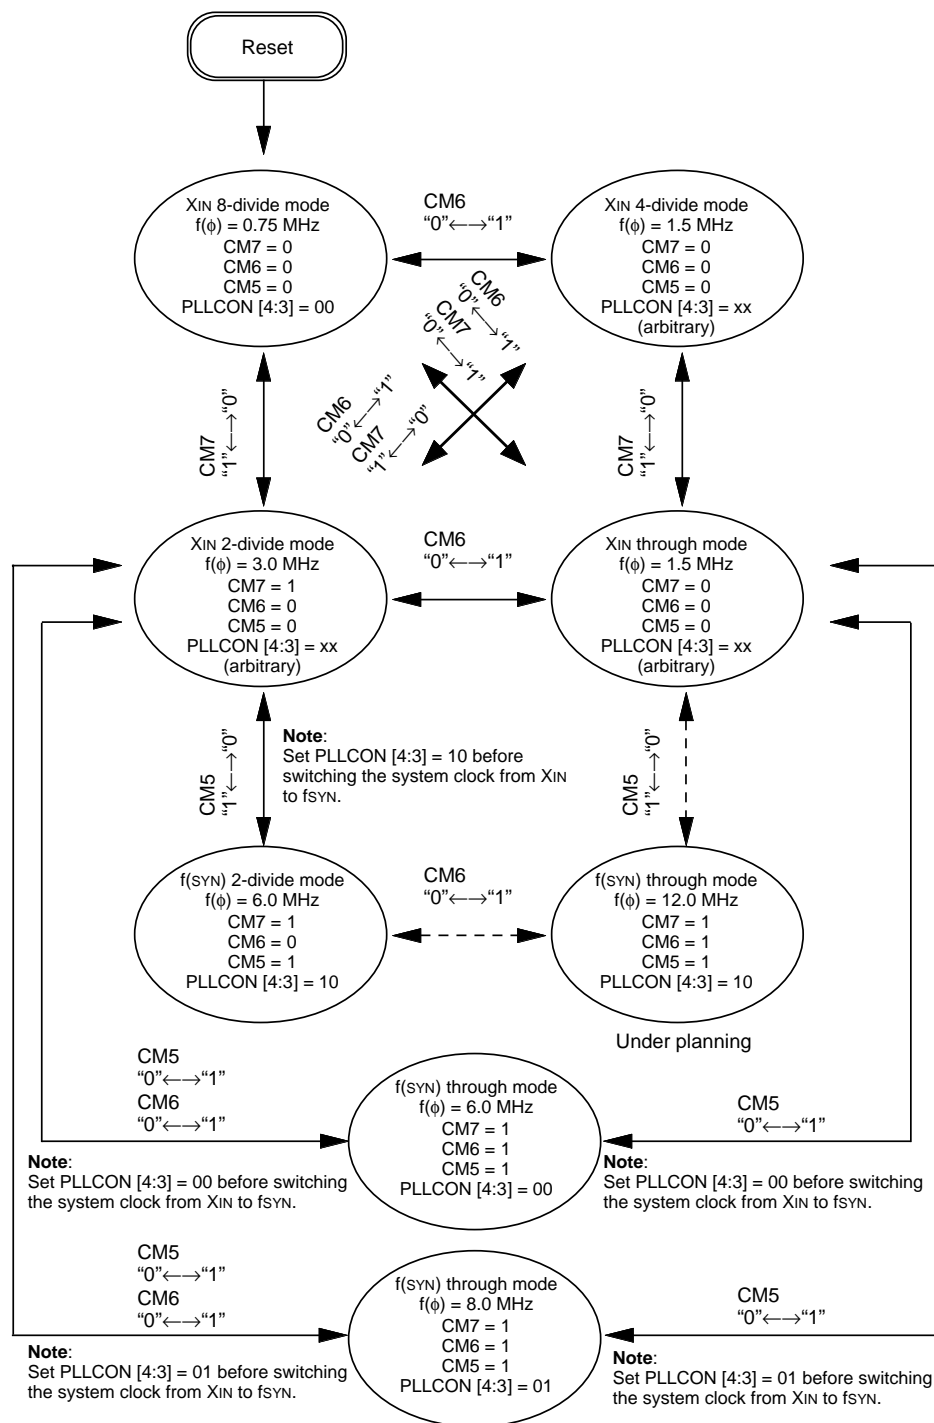 Reset
XIN 8-divide mode
f(ϕ) = 0.75 MHz
CM7 = 0
CM6 = 0
CM5 = 0
PLLCON [4:3] = 00
CM6
“0”←→“1”
XIN 4-divide mode
f(ϕ) = 1.5 MHz
CM7 = 0
CM6 = 0
CM5 = 0
PLLCON [4:3] = xx
(arbitrary)
CM7
“1”←→“0”
CM6
“0”←→“1”
CM7
“0”←→“1”
CM6
“0”←→“1”
CM7
“1”←→“0”
CM7
“1”←→“0”
XIN 2-divide mode
f(ϕ) = 3.0 MHz
CM7 = 1
CM6 = 0
CM5 = 0
PLLCON [4:3] = xx
(arbitrary)
CM6
“0”←→“1”
XIN through mode
f(ϕ) = 1.5 MHz
CM7 = 0
CM6 = 0
CM5 = 0
PLLCON [4:3] = xx
(arbitrary)
CM5
“1”←→“0”
Note:
Set PLLCON [4:3] = 10 before
switching the system clock from XIN
to fSYN.
CM5
“1”←→“0”
f(SYN) 2-divide mode
f(ϕ) = 6.0 MHz
CM7 = 1
CM6 = 0
CM5 = 1
PLLCON [4:3] = 10
CM6
“0”←→“1”
f(SYN) through mode
f(ϕ) = 12.0 MHz
CM7 = 1
CM6 = 1
CM5 = 1
PLLCON [4:3] = 10
Under planning
CM5
“0”←→“1”
CM6
“0”←→“1”
f(SYN) through mode
f(ϕ) = 6.0 MHz
CM7 = 1
CM6 = 1
CM5 = 1
PLLCON [4:3] = 00
CM5
“0”←→“1”
Note:
Set PLLCON [4:3] = 00 before switching
the system clock from XIN to fSYN.
Note:
Set PLLCON [4:3] = 00 before switching
the system clock from XIN to fSYN.
CM5
“0”←→“1”
CM6
“0”←→“1”
f(SYN) through mode
f(ϕ) = 8.0 MHz
CM7 = 1
CM6 = 1
CM5 = 1
PLLCON [4:3] = 01
CM5
“0”←→“1”
Note:
Set PLLCON [4:3] = 01 before switching
the system clock from XIN to fSYN.
Note:
Set PLLCON [4:3] = 01 before switching
the system clock from XIN to fSYN.